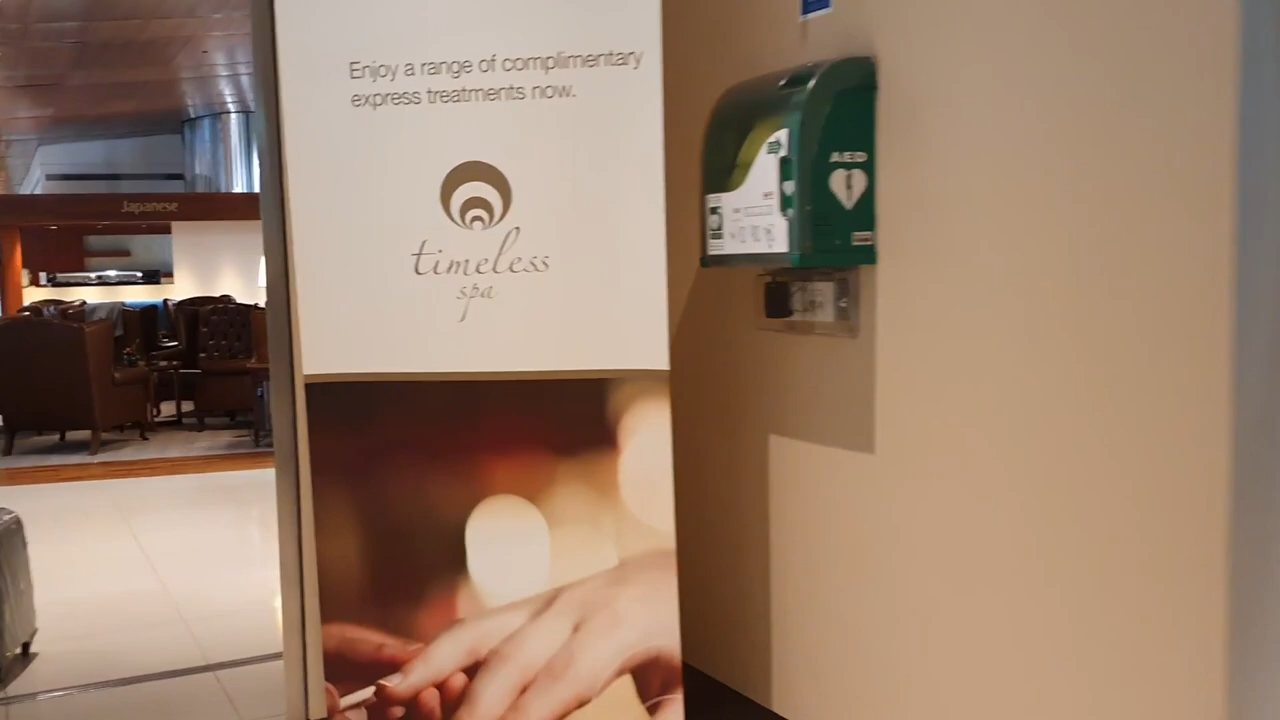 Enjoy a range of complimentary
express treatments now.
timeless
spa
Japanese
AED